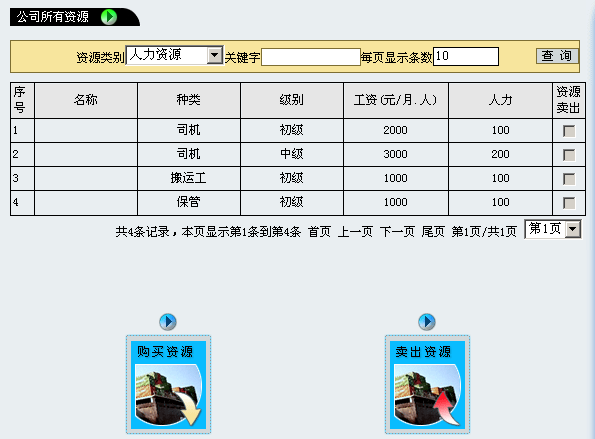 公司所有资源
资源类别 人力资源 关键字 每页显示条数 10 查 询
序号 名称 种类 级别 工资(元/月.人) 人力 资源卖出
1 司机 初级 2000 100
2 司机 中级 3000 200
3 搬运工 初级 1000 100
4 保管 初级 1000 100
共4条记录，本页显示第1条到第4条 首页 上一页 下一页 尾页 第1页/共1页 第1页
购买资源 卖出资源